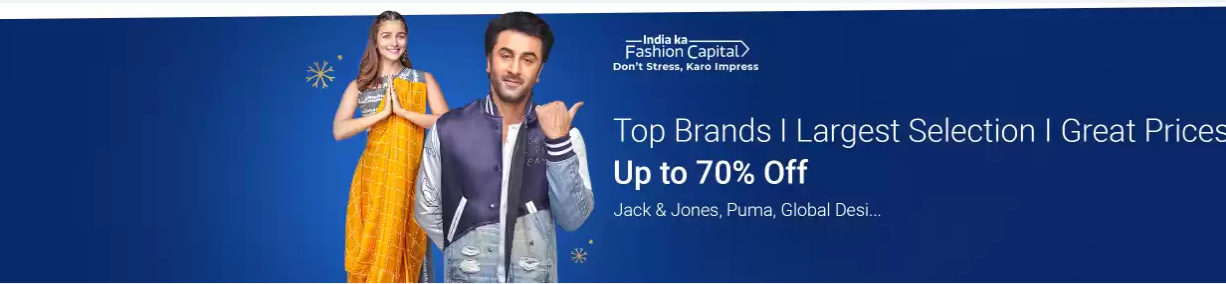 India ka
Fashion Capital
Don't Stress, Karo Impress
Top Brands I Largest Selection I Great Prices
Up to 70% Off
Jack & Jones, Puma, Global Desi...